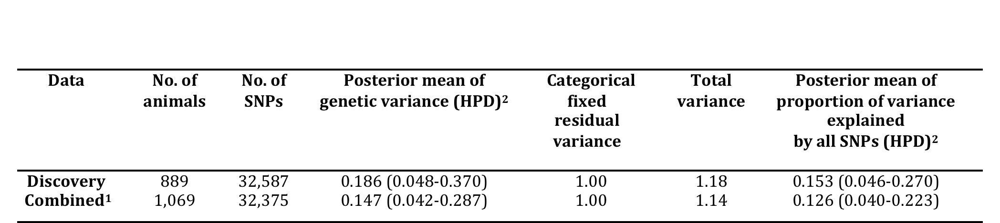 Data No. of No. of Posterior mean of Categorical Total Posterior mean of
animals SNPs genetic variance (HPD)² fixed variance proportion of variance
residual explained
variance by all SNPs (HPD)²
Discovery 889 32,587 0.186 (0.048-0.370) 1.00 1.18 0.153 (0.046-0.270)
Combined¹ 1,069 32,375 0.147 (0.042-0.287) 1.00 1.14 0.126 (0.040-0.223)